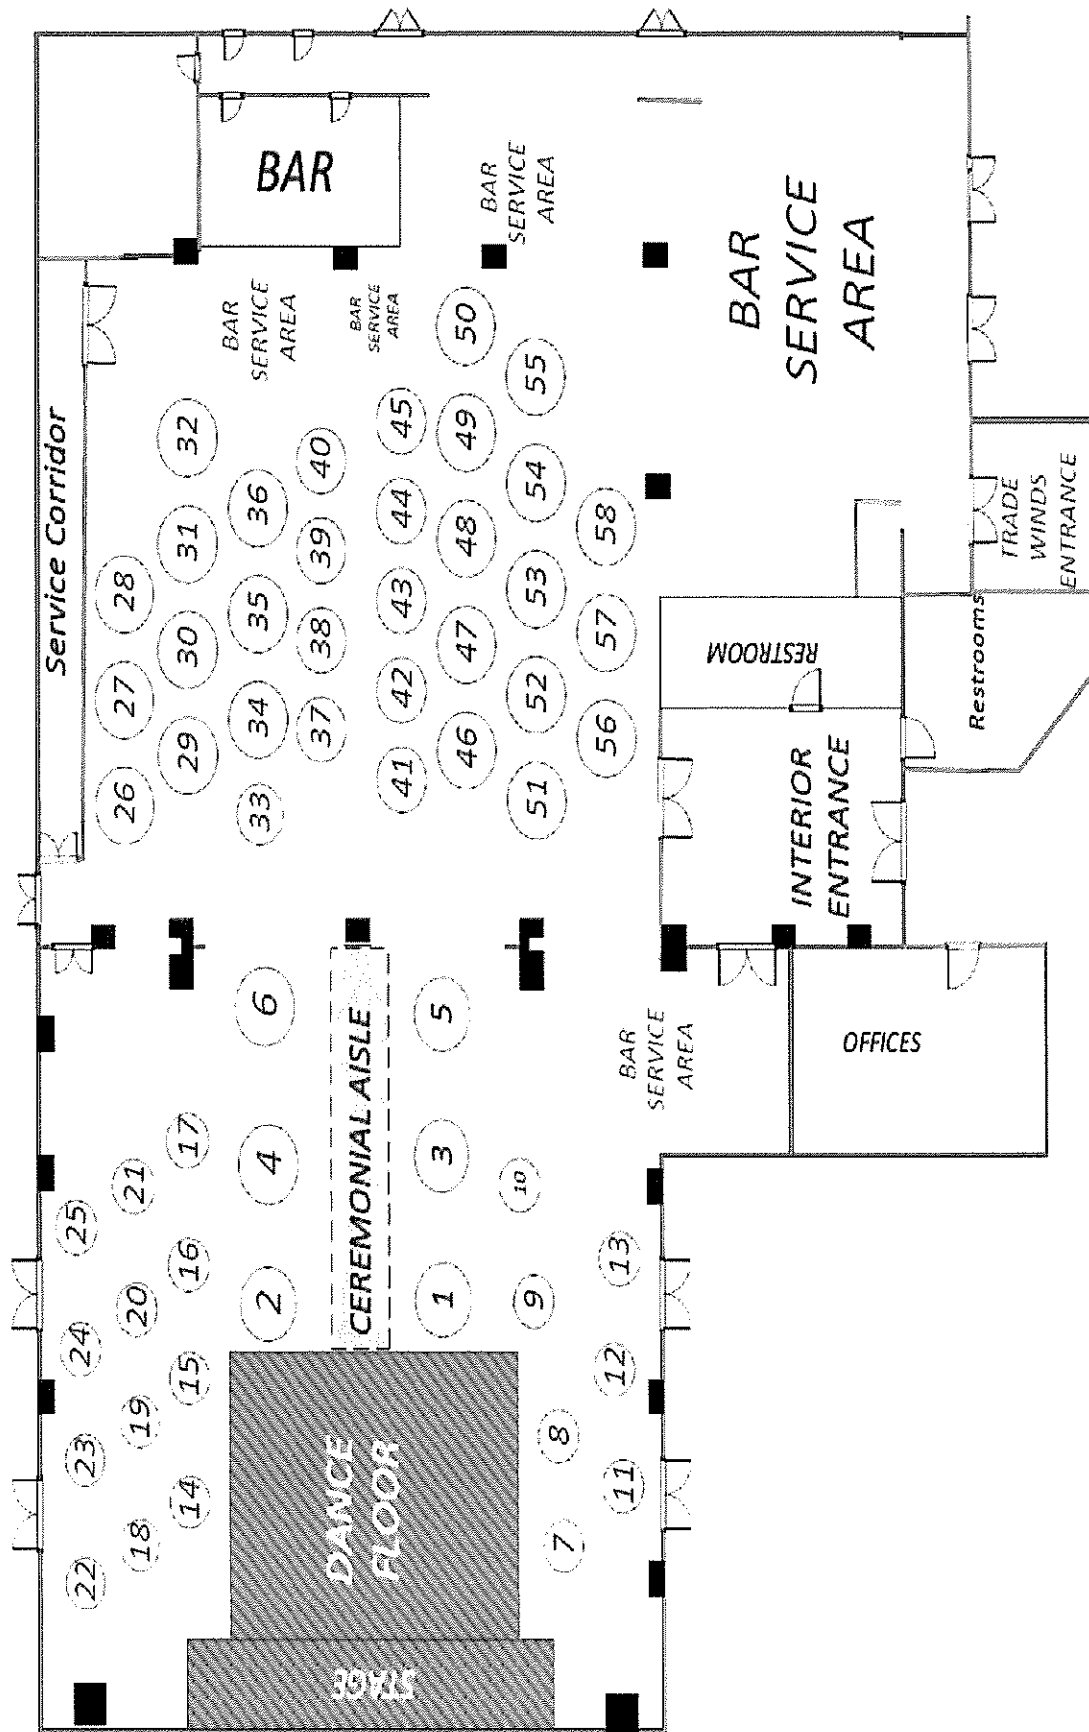 Service Corridor
22
23
24
25
26
27
28
18
19
20
21
14
15
16
17
29
30
31
32
2
4
6
33
34
35
36
BAR
SERVICE
AREA
BAR
STAGE
DANCE
FLOOR
CEREMONIAL AISLE
37
38
39
40
BAR
SERVICE
AREA
1
3
5
41
42
43
44
45
46
47
48
49
50
BAR
SERVICE
AREA
7
8
9
10
51
52
53
54
55
11
12
13
56
57
58
BAR
SERVICE
AREA
RESTROOM
BAR
SERVICE
AREA
INTERIOR
ENTRANCE
OFFICES
Restrooms
TRADE
WINDS
ENTRANCE